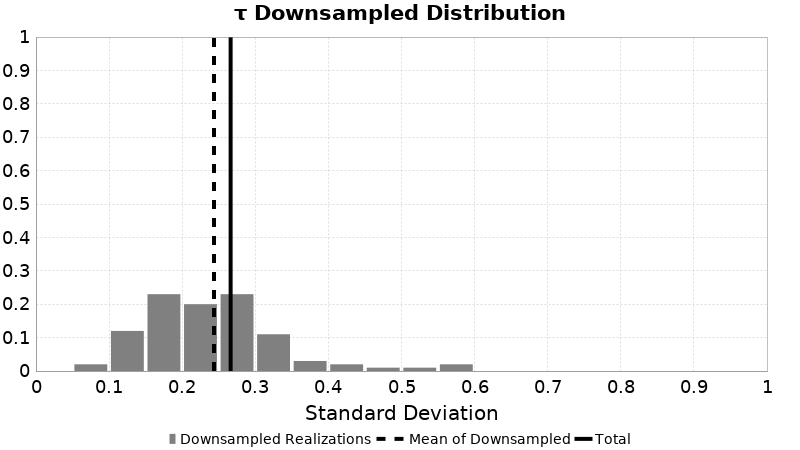 τ Downsampled Distribution
1
0.9
0.8
0.7
0.6
0.5
0.4
0.3
0.2
0.1
0
0 0.1 0.2 0.3 0.4 0.5 0.6 0.7 0.8 0.9 1
Standard Deviation
Downsampled Realizations Mean of Downsampled Total